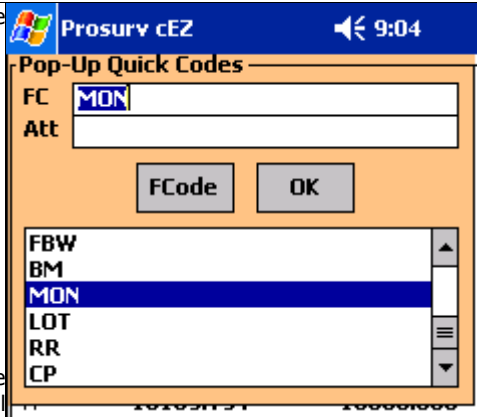 Prosurv cEZ 9:04
Pop-Up Quick Codes
FC MON
Att
FCode OK
FBW
BM
MON
LOT
RR
CP